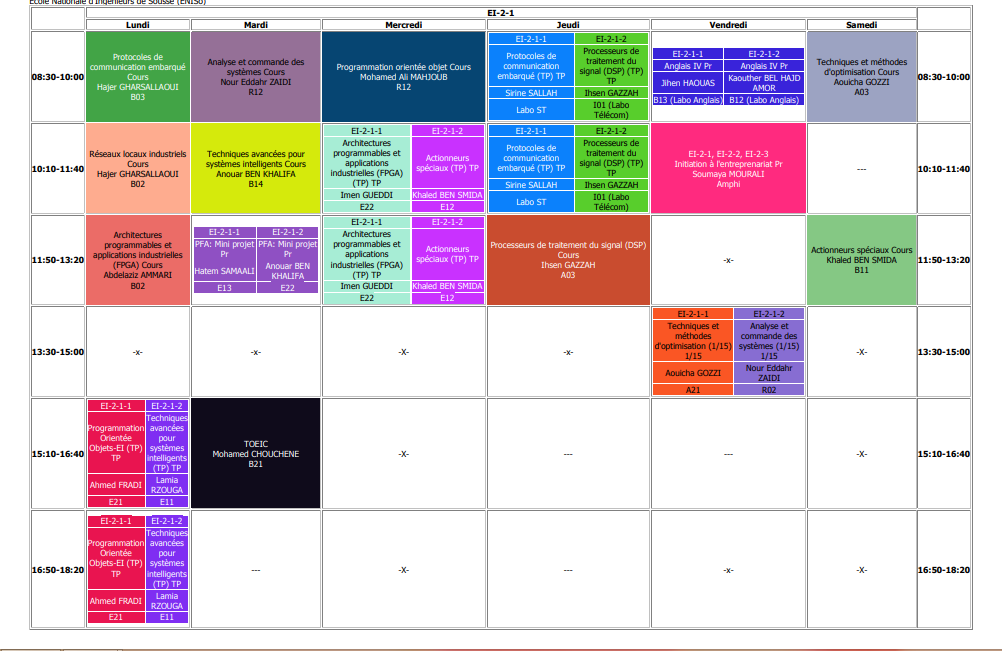 Ecole Nationale d'Ingénieurs de Sousse (ENISo)
EI-2-1
Lundi Mardi Mercredi Jeudi Vendredi Samedi
08:30-10:00
Protocoles de
communication embarqué
Cours
Hajer GHARSALLAOUI
B03
Analyse et commande des
systèmes Cours
Nour Eddahr ZAIDI
R12
Programmation orientée objet Cours
Mohamed Ali MAHJOUB
R12
EI-2-1-1
Protocoles de
communication
embarqué (TP) TP
Sirine SALLAH
Labo ST
EI-2-1-2
Processeurs de
traitement du
signal (DSP) (TP)
TP
Ihsen GAZZAH
I01 (Labo
Télécom)
EI-2-1-1
Anglais IV Pr
Jihen HAOUAS
B13 (Labo Anglais)
EI-2-1-2
Anglais IV Pr
Kaouther BEL HAJD
AMOR
B12 (Labo Anglais)
Techniques et méthodes
d'optimisation Cours
Aouicha GOZZI
A03
08:30-10:00
10:10-11:40
Réseaux locaux industriels
Cours
Hajer GHARSALLAOUI
B02
Techniques avancées pour
systèmes intelligents Cours
Anouar BEN KHALIFA
B14
EI-2-1-1
Architectures
programmables et
applications
industrielles (FPGA)
(TP) TP
Imen GUEDDI
E22
EI-2-1-2
Actionneurs
spéciaux (TP) TP
Khaled BEN SMIDA
E12
EI-2-1-1
Protocoles de
communication
embarqué (TP) TP
Sirine SALLAH
Labo ST
EI-2-1-2
Processeurs de
traitement du
signal (DSP) (TP)
TP
Ihsen GAZZAH
I01 (Labo
Télécom)
EI-2-1, EI-2-2, EI-2-3
Initiation à l'entreprenariat Pr
Soumaya MOURALI
Amphi
---
10:10-11:40
11:50-13:20
Architectures
programmables et
applications industrielles
(FPGA) Cours
Abdelaziz AMMARI
B02
EI-2-1-1
PFA: Mini projet
Pr
Hatem SAMAALI
E13
EI-2-1-2
PFA: Mini projet
Pr
Anouar BEN
KHALIFA
E22
EI-2-1-1
Architectures
programmables et
applications
industrielles (FPGA)
(TP) TP
Imen GUEDDI
E22
EI-2-1-2
Actionneurs
spéciaux (TP) TP
Khaled BEN SMIDA
E12
Processeurs de traitement du signal (DSP)
Cours
Ihsen GAZZAH
A03
-x-
Actionneurs spéciaux Cours
Khaled BEN SMIDA
B11
11:50-13:20
13:30-15:00
-x-
-x-
-X-
-x-
EI-2-1-1
Techniques et
méthodes
d'optimisation (1/15)
1/15
Aouicha GOZZI
A21
EI-2-1-2
Analyse et
commande des
systèmes (1/15)
1/15
Nour Eddahr
ZAIDI
R02
-X-
13:30-15:00
15:10-16:40
EI-2-1-1
Programmation
Orientée
Objets-EI (TP)
TP
Ahmed FRADI
E21
EI-2-1-2
Techniques
avancées
pour
systèmes
intelligents
(TP) TP
Lamia
RZOUGA
E11
TOEIC
Mohamed CHOUCHENE
B21
-X-
---
---
-X-
15:10-16:40
16:50-18:20
EI-2-1-1
Programmation
Orientée
Objets-EI (TP)
TP
Ahmed FRADI
E21
EI-2-1-2
Techniques
avancées
pour
systèmes
intelligents
(TP) TP
Lamia
RZOUGA
E11
---
-X-
---
-x-
-X-
16:50-18:20